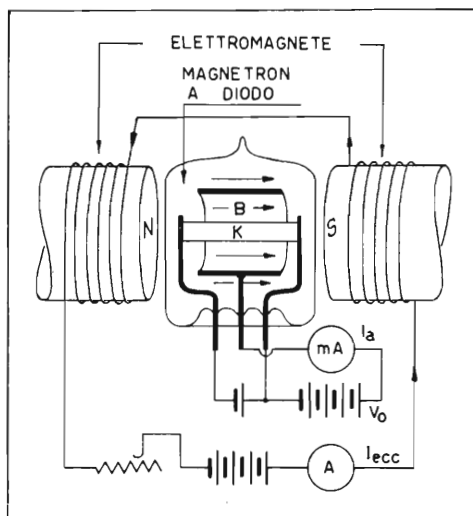 ELETTROMAGNETE
MAGNETRON
A DIODO
N
B
K
S
mA
Ia
Vo
A
Iecc